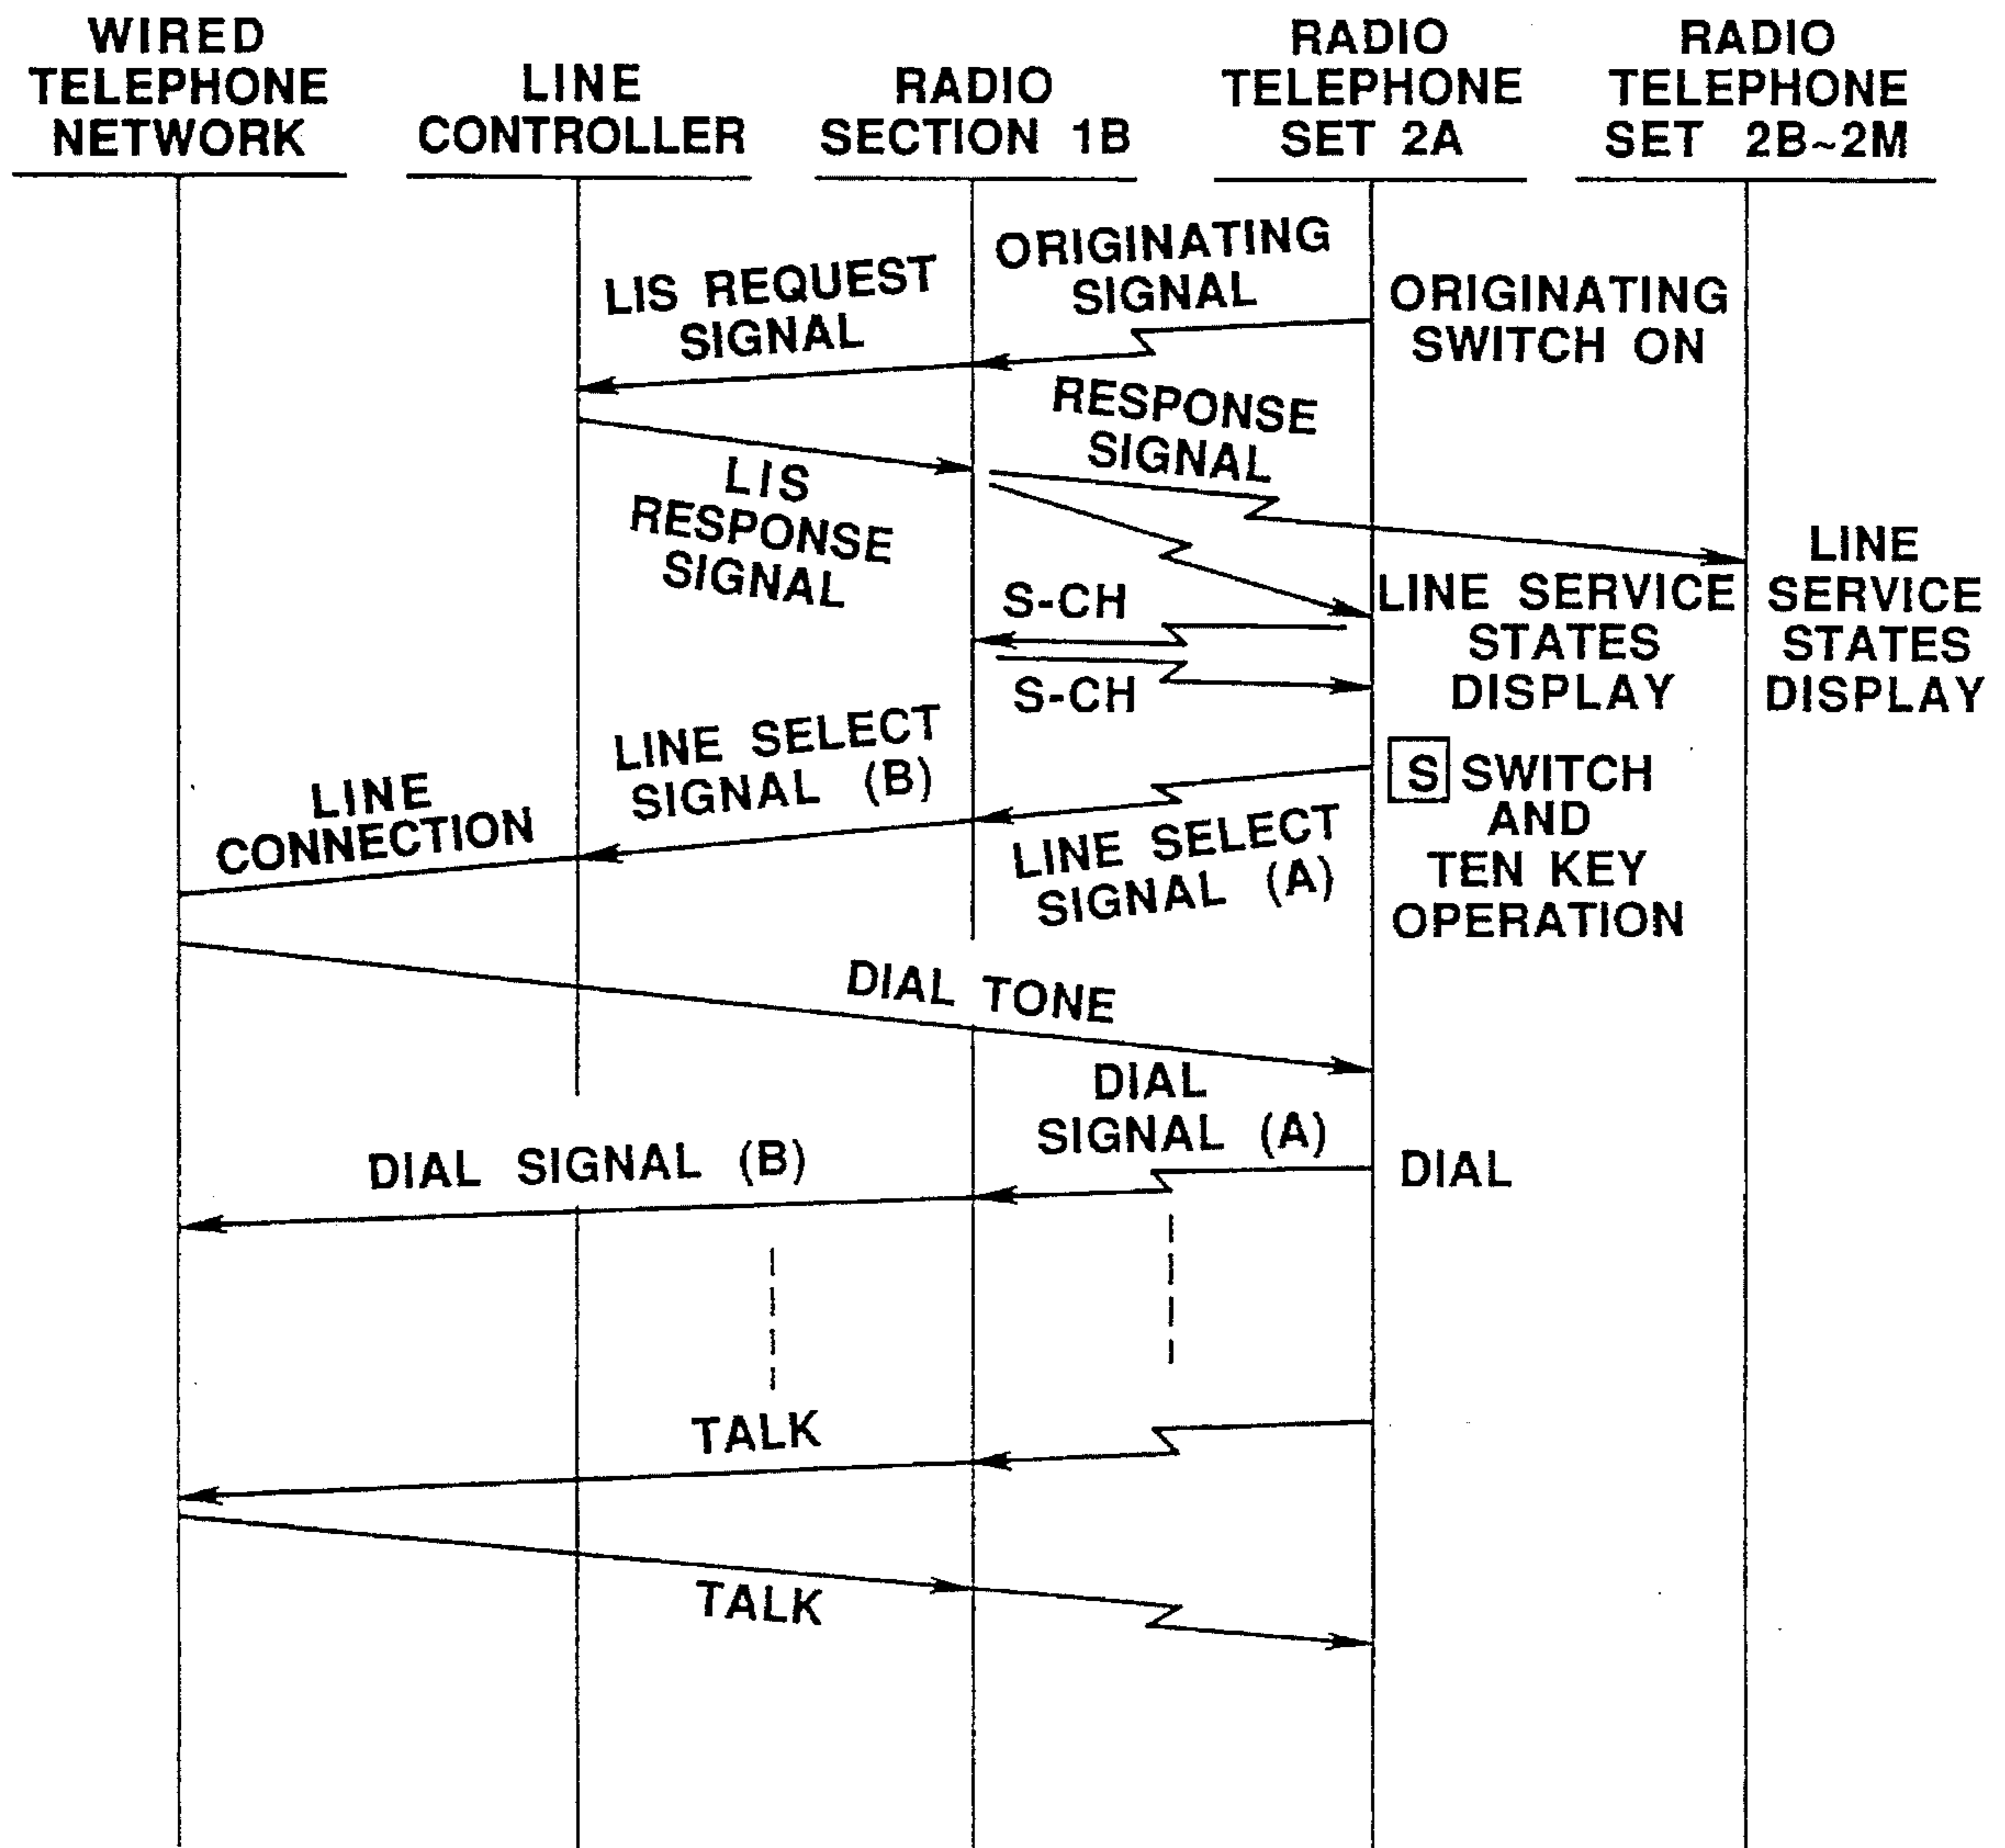 WIRED
TELEPHONE
NETWORK
LINE
CONTROLLER
RADIO
SECTION 1B
RADIO
TELEPHONE
SET 2A
RADIO
TELEPHONE
SET 2B~2M
ORIGINATING
SIGNAL
LIS REQUEST
SIGNAL
ORIGINATING
SWITCH ON
RESPONSE
SIGNAL
LIS
RESPONSE
SIGNAL
LINE
SERVICE
STATES
DISPLAY
LINE SERVICE
STATES
DISPLAY
S-CH
S-CH
LINE SELECT
SIGNAL (B)
LINE
CONNECTION
S SWITCH
AND
TEN KEY
OPERATION
LINE SELECT
SIGNAL (A)
DIAL TONE
DIAL
SIGNAL (A)
DIAL SIGNAL (B)
DIAL
TALK
TALK